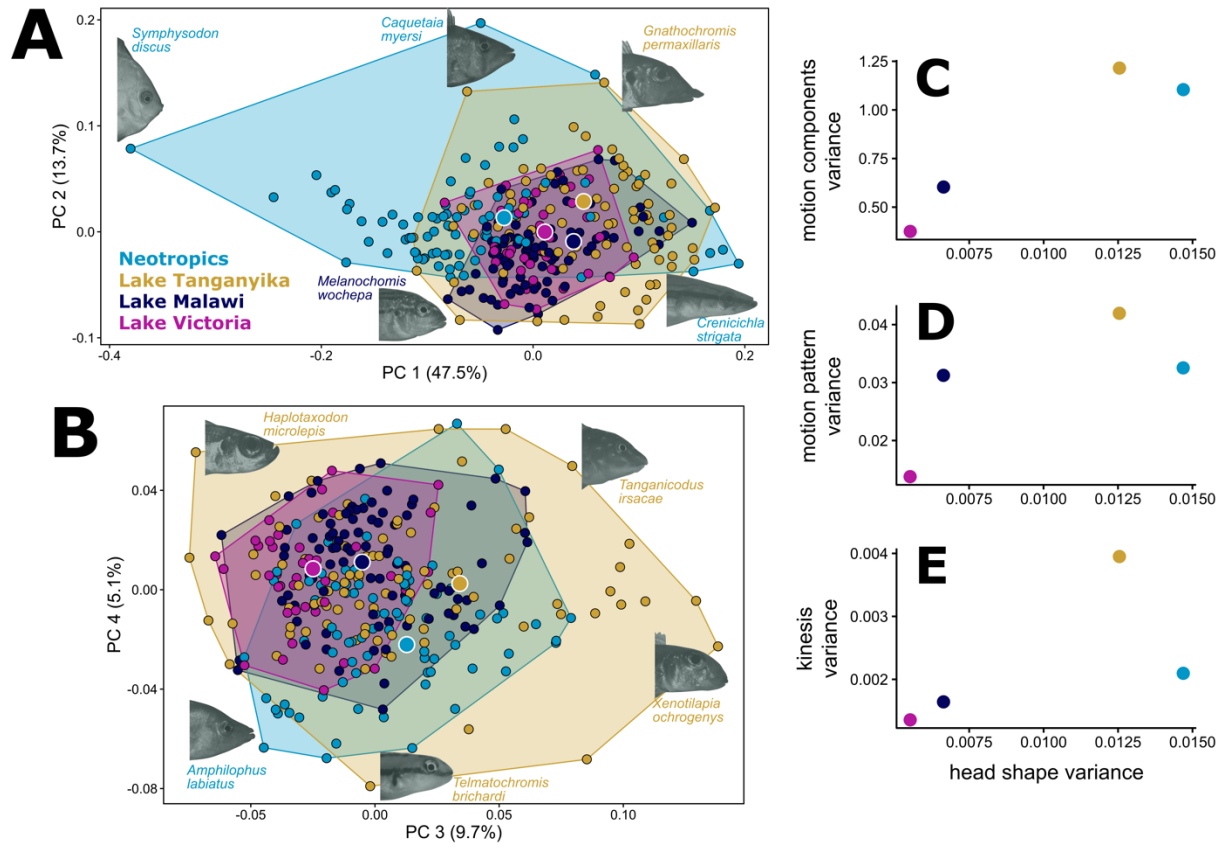 A
Symphysodon
discus
Caquetaia
myersi
Gnathochromis
permaxillaris
Neotropics
Lake Tanganyika
Lake Malawi
Lake Victoria
Melanochomis
wochepa
Crenicichla
strigata
0.2
0.1
0.0
-0.1
PC 2 (13.7%)
-0.4
-0.2
0.0
0.2
PC 1 (47.5%)
B
Haplotaxodon
microlepis
Tanganicodus
irsacae
Xenotilapia
ochrogenys
Amphilophus
labiatus
Telmatochromis
brichardi
0.04
0.00
-0.04
-0.08
PC 4 (5.1%)
-0.05
0.00
0.05
0.10
PC 3 (9.7%)
C
motion components
variance
1.25
1.00
0.75
0.50
0.0075
0.0100
0.0125
0.0150
D
motion pattern
variance
0.04
0.03
0.02
0.0075
0.0100
0.0125
0.0150
E
kinesis
variance
0.004
0.003
0.002
0.0075
0.0100
0.0125
0.0150
head shape variance